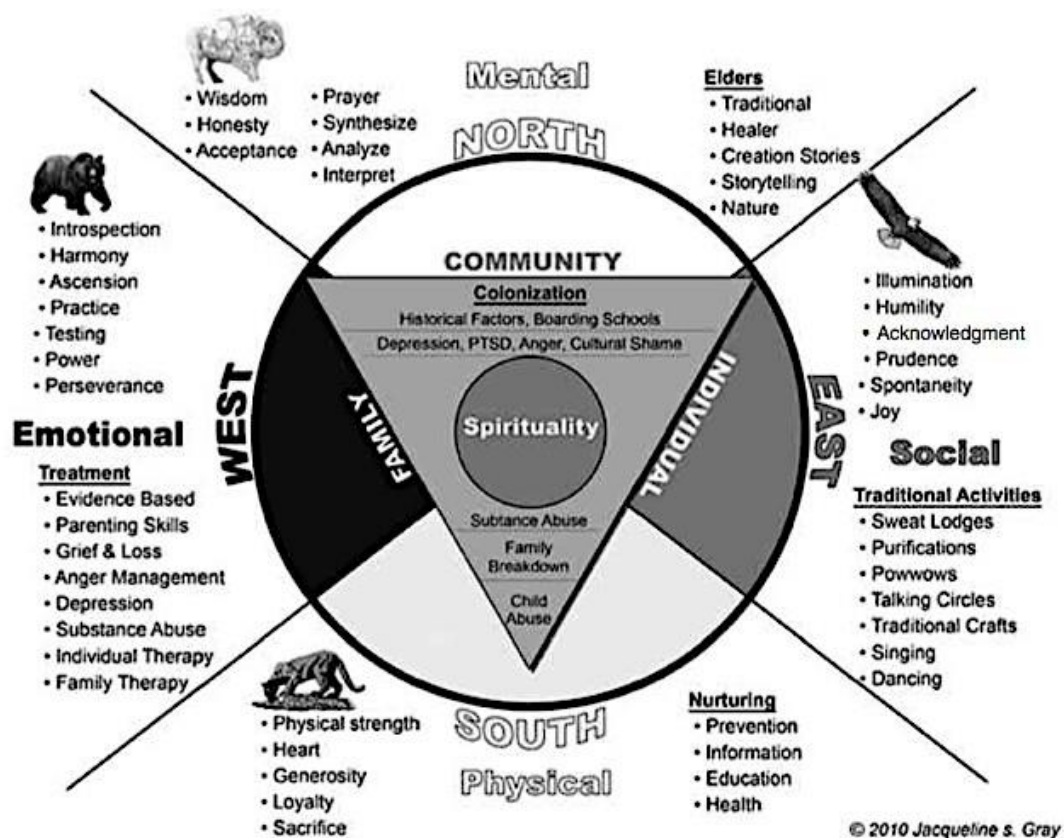 Mental
NORTH
• Wisdom
• Honesty
• Acceptance
• Prayer
• Synthesize
• Analyze
• Interpret
Elders
• Traditional
• Healer
• Creation Stories
• Storytelling
• Nature
• Introspection
• Harmony
• Ascension
• Practice
• Testing
• Power
• Perseverance
WEST
Emotional
Treatment
• Evidence Based
• Parenting Skills
• Grief & Loss
• Anger Management
• Depression
• Substance Abuse
• Individual Therapy
• Family Therapy
COMMUNITY
Colonization
Historical Factors, Boarding Schools
Depression, PTSD, Anger, Cultural Shame
FAMILY
Spirituality
INDIVIDUAL
Subtance Abuse
Family
Breakdown
Child
Abuse
• Illumination
• Humility
• Acknowledgment
• Prudence
• Spontaneity
• Joy
EAST
Social
Traditional Activities
• Sweat Lodges
• Purifications
• Powwows
• Talking Circles
• Traditional Crafts
• Singing
• Dancing
SOUTH
Physical
• Physical strength
• Heart
• Generosity
• Loyalty
• Sacrifice
Nurturing
• Prevention
• Information
• Education
• Health
© 2010 Jacqueline s. Gray